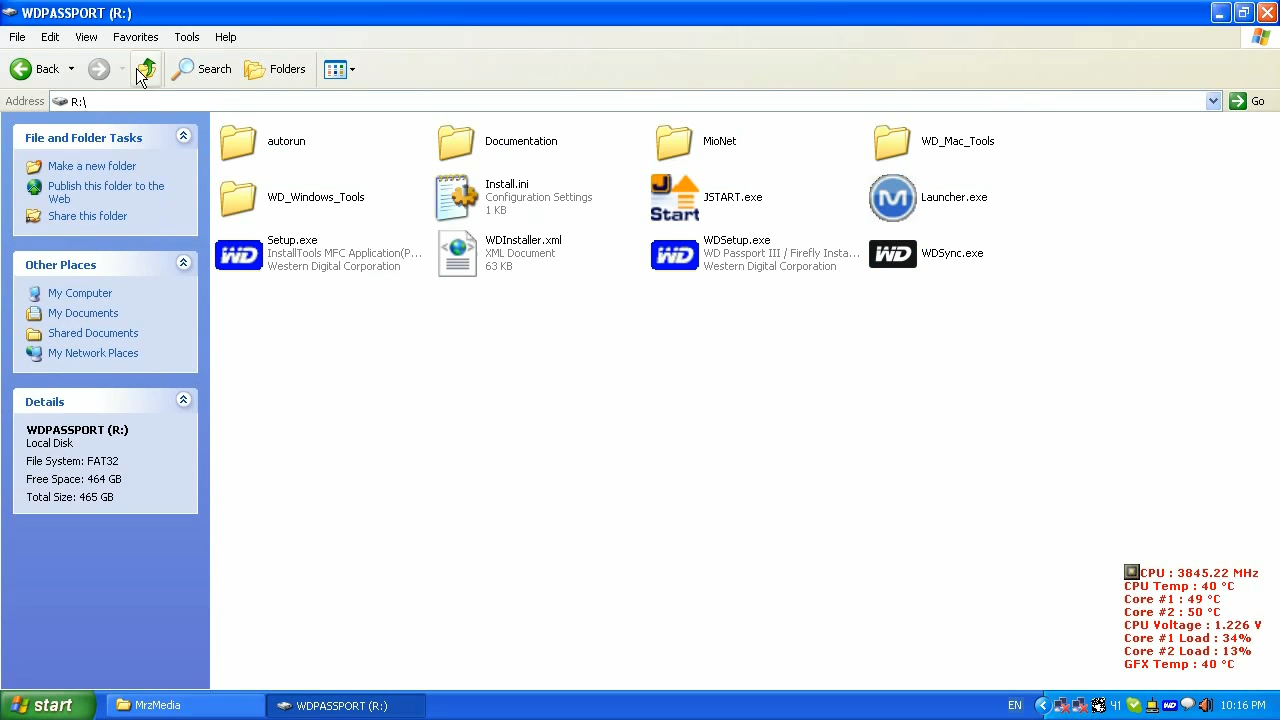 WDPASSPORT (R:)
File Edit View Favorites Tools Help
Back Search Folders
Address R:\ Go
File and Folder Tasks
Make a new folder
Publish this folder to the
Web
Share this folder
Other Places
My Computer
My Documents
Shared Documents
My Network Places
Details
WDPASSPORT (R:)
Local Disk
File System: FAT32
Free Space: 464 GB
Total Size: 465 GB
autorun
Documentation
MioNet
WD_Mac_Tools
WD_Windows_Tools
Install.ini
Configuration Settings
1 KB
J
Start
JSTART.exe
M
Launcher.exe
WD
Setup.exe
InstallTools MFC Application(P...
Western Digital Corporation
WDInstaller.xml
XML Document
63 KB
WD
WDSetup.exe
WD Passport III / Firefly Insta...
Western Digital Corporation
WD
WDSync.exe
CPU : 3845.22 MHz
CPU Temp : 40 °C
Core #1 : 49 °C
Core #2 : 50 °C
CPU Voltage : 1.226 V
Core #1 Load : 34%
Core #2 Load : 13%
GFX Temp : 40 °C
start MrzMedia WDPASSPORT (R:) EN 41 WD 10:16 PM